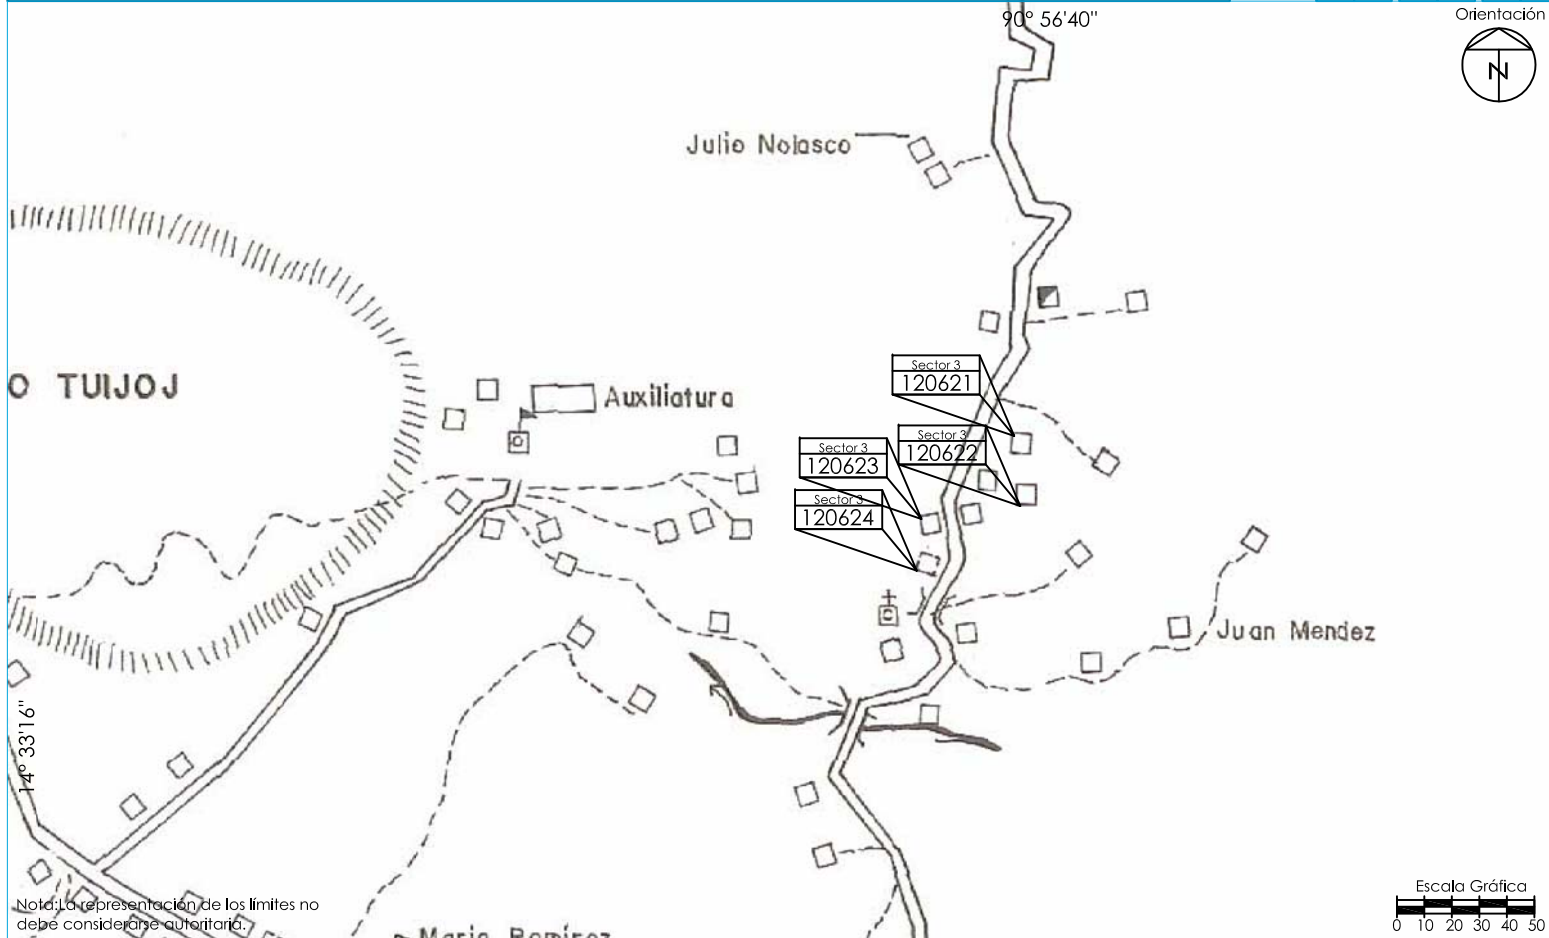 90° 56'40"
Orientación
N
Julio Nolasco
O TUIJOJ
Auxiliatura
Sector 3
120621
Sector 3
120622
Sector 3
120623
Sector 3
120624
C
Juan Mendez
14° 33'16"
Nota:La representación de los límites no
debe considerarse autoritaria.
Mario Ramírez
Escala Gráfica
0 10 20 30 40 50